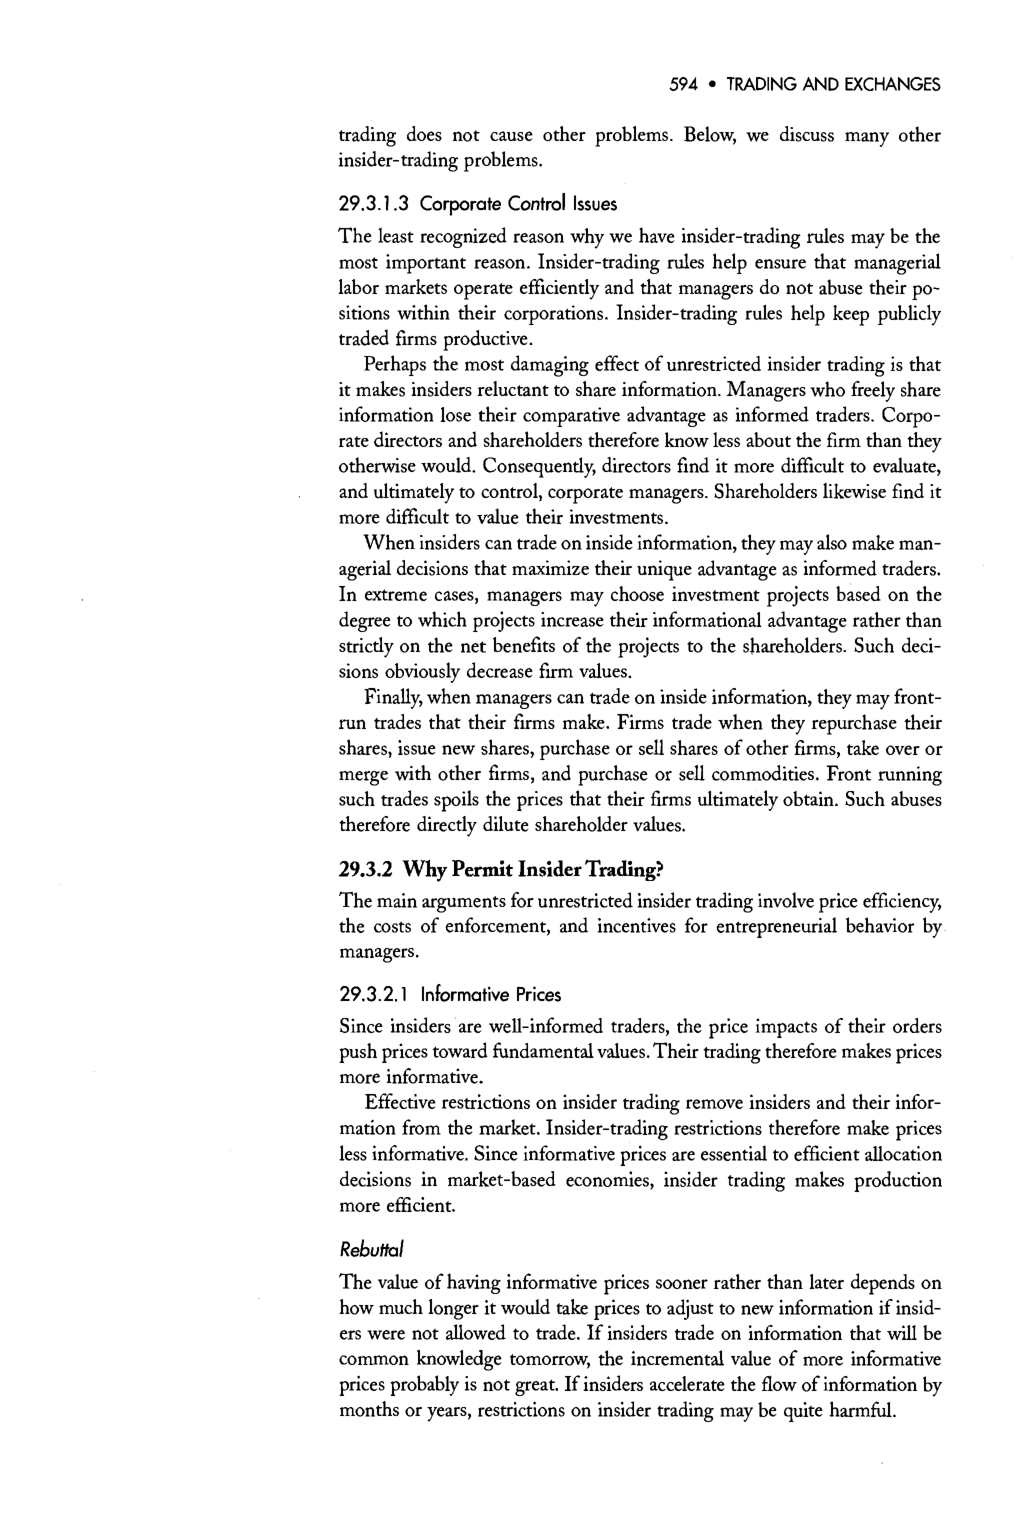 594 • TRADING AND EXCHANGES
trading does not cause other problems. Below, we discuss many other
insider-trading problems.
29.3.1.3 Corporate Control Issues
The least recognized reason why we have insider-trading rules may be the
most important reason. Insider-trading rules help ensure that managerial
labor markets operate efficiently and that managers do not abuse their po-
sitions within their corporations. Insider-trading rules help keep publicly
traded firms productive.
Perhaps the most damaging effect of unrestricted insider trading is that
it makes insiders reluctant to share information. Managers who freely share
information lose their comparative advantage as informed traders. Corpo-
rate directors and shareholders therefore know less about the firm than they
otherwise would. Consequently, directors find it more difficult to evaluate,
and ultimately to control, corporate managers. Shareholders likewise find it
more difficult to value their investments.
When insiders can trade on inside information, they may also make man-
agerial decisions that maximize their unique advantage as informed traders.
In extreme cases, managers may choose investment projects based on the
degree to which projects increase their informational advantage rather than
strictly on the net benefits of the projects to the shareholders. Such deci-
sions obviously decrease firm values.
Finally, when managers can trade on inside information, they may front-
run trades that their firms make. Firms trade when they repurchase their
shares, issue new shares, purchase or sell shares of other firms, take over or
merge with other firms, and purchase or sell commodities. Front running
such trades spoils the prices that their firms ultimately obtain. Such abuses
therefore directly dilute shareholder values.
29.3.2 Why Permit Insider Trading?
The main arguments for unrestricted insider trading involve price efficiency,
the costs of enforcement, and incentives for entrepreneurial behavior by
managers.
29.3.2.1 Informative Prices
Since insiders are well-informed traders, the price impacts of their orders
push prices toward fundamental values. Their trading therefore makes prices
more informative.
Effective restrictions on insider trading remove insiders and their infor-
mation from the market. Insider-trading restrictions therefore make prices
less informative. Since informative prices are essential to efficient allocation
decisions in market-based economies, insider trading makes production
more efficient.
Rebuttal
The value of having informative prices sooner rather than later depends on
how much longer it would take prices to adjust to new information if insid-
ers were not allowed to trade. If insiders trade on information that will be
common knowledge tomorrow, the incremental value of more informative
prices probably is not great. If insiders accelerate the flow of information by
months or years, restrictions on insider trading may be quite harmful.